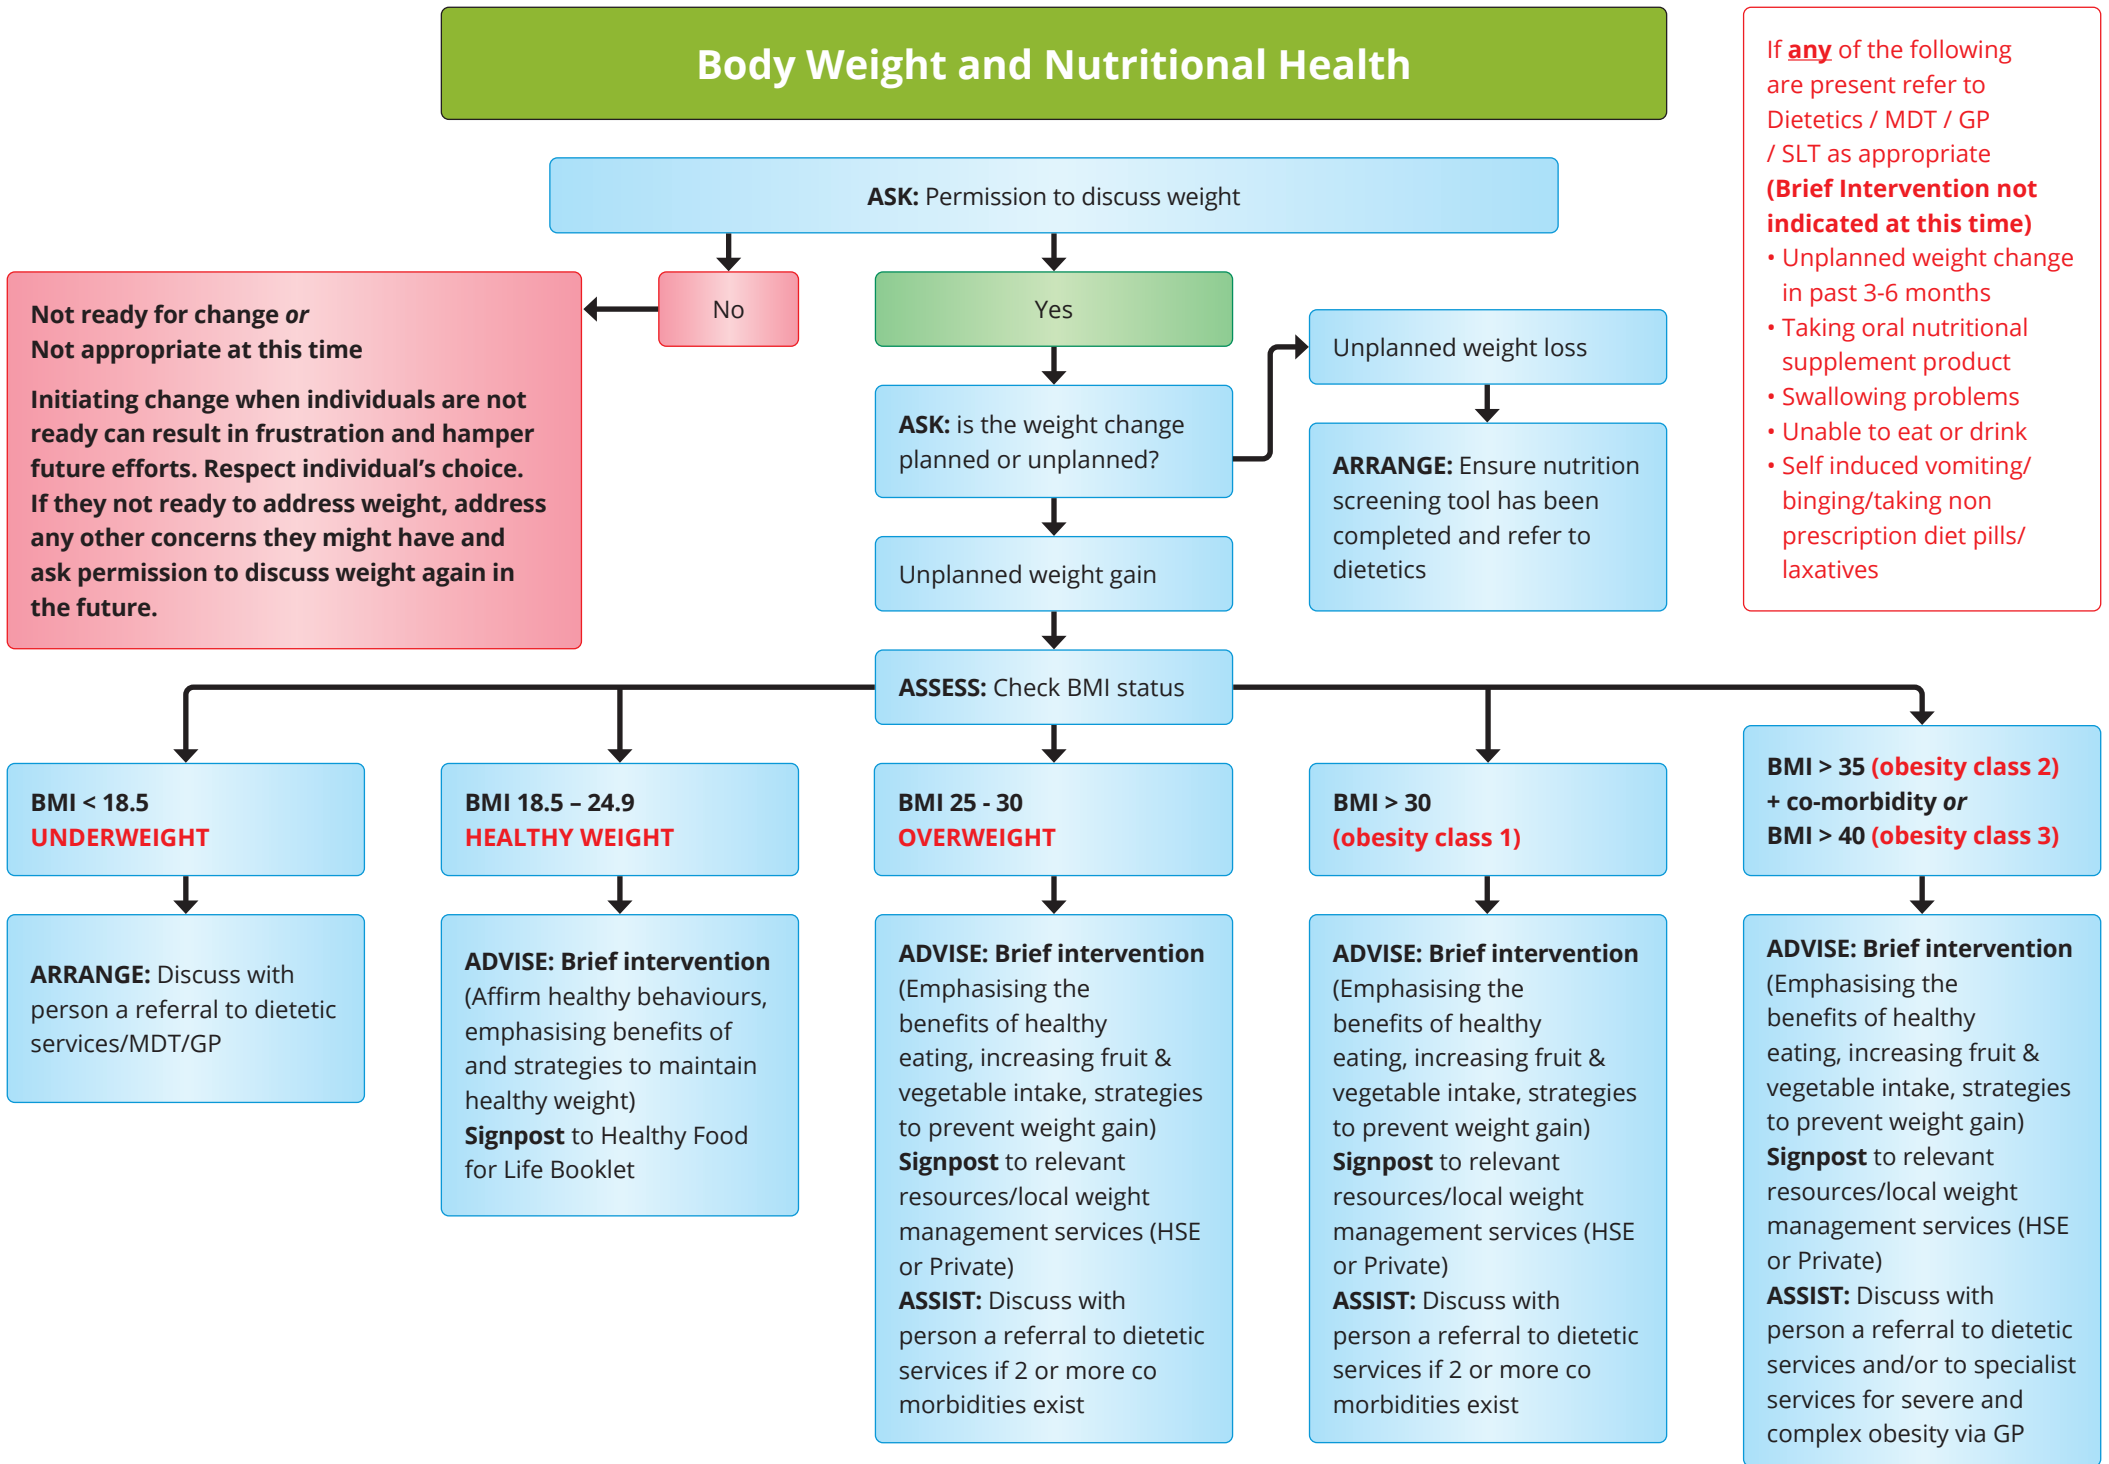 Body Weight and Nutritional Health
If any of the following
are present refer to
Dietetics / MDT / GP
/ SLT as appropriate
(Brief Intervention not
indicated at this time)
• Unplanned weight change
in past 3-6 months
• Taking oral nutritional
supplement product
• Swallowing problems
• Unable to eat or drink
• Self induced vomiting/
binging/taking non
prescription diet pills/
laxatives
ASK: Permission to discuss weight
No
Yes
Not ready for change or
Not appropriate at this time
Initiating change when individuals are not
ready can result in frustration and hamper
future efforts. Respect individual's choice.
If they not ready to address weight, address
any other concerns they might have and
ask permission to discuss weight again in
the future.
ASK: is the weight change
planned or unplanned?
Unplanned weight loss
ARRANGE: Ensure nutrition
screening tool has been
completed and refer to
dietetics
Unplanned weight gain
ASSESS: Check BMI status
BMI < 18.5
UNDERWEIGHT
ARRANGE: Discuss with
person a referral to dietetic
services/MDT/GP
BMI 18.5 – 24.9
HEALTHY WEIGHT
ADVISE: Brief intervention
(Affirm healthy behaviours,
emphasising benefits of
and strategies to maintain
healthy weight)
Signpost to Healthy Food
for Life Booklet
BMI 25 - 30
OVERWEIGHT
ADVISE: Brief intervention
(Emphasising the
benefits of healthy
eating, increasing fruit &
vegetable intake, strategies
to prevent weight gain)
Signpost to relevant
resources/local weight
management services (HSE
or Private)
ASSIST: Discuss with
person a referral to dietetic
services if 2 or more co
morbidities exist
BMI > 30
(obesity class 1)
ADVISE: Brief intervention
(Emphasising the
benefits of healthy
eating, increasing fruit &
vegetable intake, strategies
to prevent weight gain)
Signpost to relevant
resources/local weight
management services (HSE
or Private)
ASSIST: Discuss with
person a referral to dietetic
services if 2 or more co
morbidities exist
BMI > 35 (obesity class 2)
+ co-morbidity or
BMI > 40 (obesity class 3)
ADVISE: Brief intervention
(Emphasising the
benefits of healthy
eating, increasing fruit &
vegetable intake, strategies
to prevent weight gain)
Signpost to relevant
resources/local weight
management services (HSE
or Private)
ASSIST: Discuss with
person a referral to dietetic
services and/or to specialist
services for severe and
complex obesity via GP